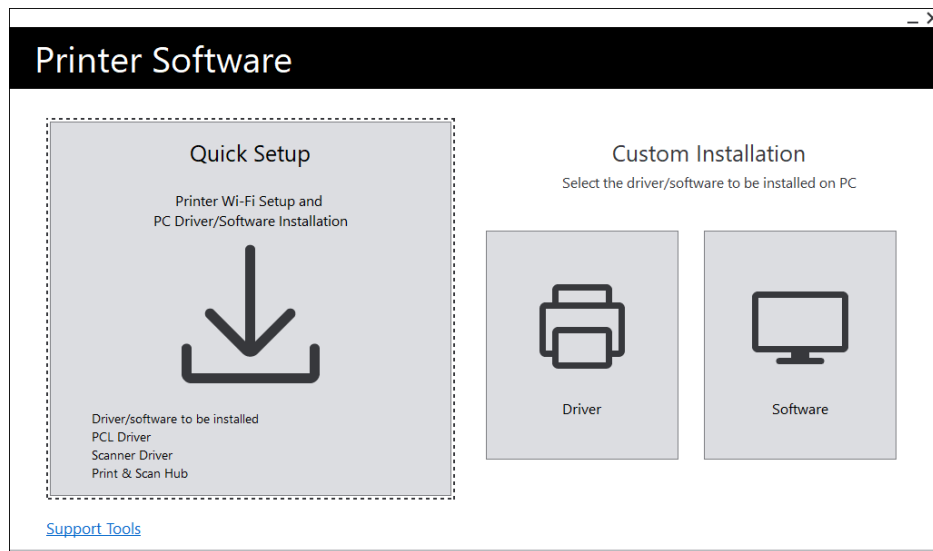 Printer Software
Quick Setup
Printer Wi-Fi Setup and
PC Driver/Software Installation
Driver/software to be installed
PCL Driver
Scanner Driver
Print & Scan Hub
Custom Installation
Select the driver/software to be installed on PC
Driver
Software
Support Tools